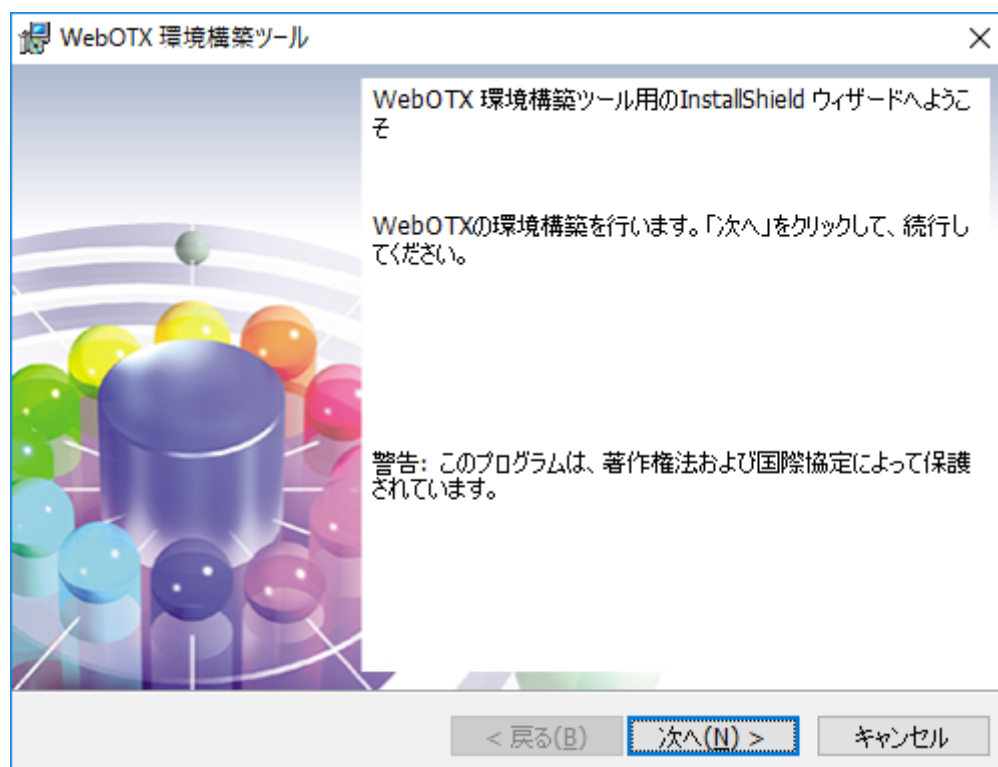 WebOTX 環境構築ツール
WebOTX 環境構築ツール用のInstallShield ウィザードへようこ
そ
WebOTXの環境構築を行います。「次へ」をクリックして、続行し
てください。
警告: このプログラムは、著作権法および国際協定によって保護
されています。
< 戻る(B)
次へ(N) >
キャンセル